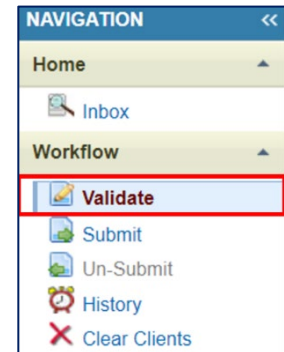 NAVIGATION <<
Home
Inbox
Workflow
Validate
Submit
Un-Submit
History
Clear Clients